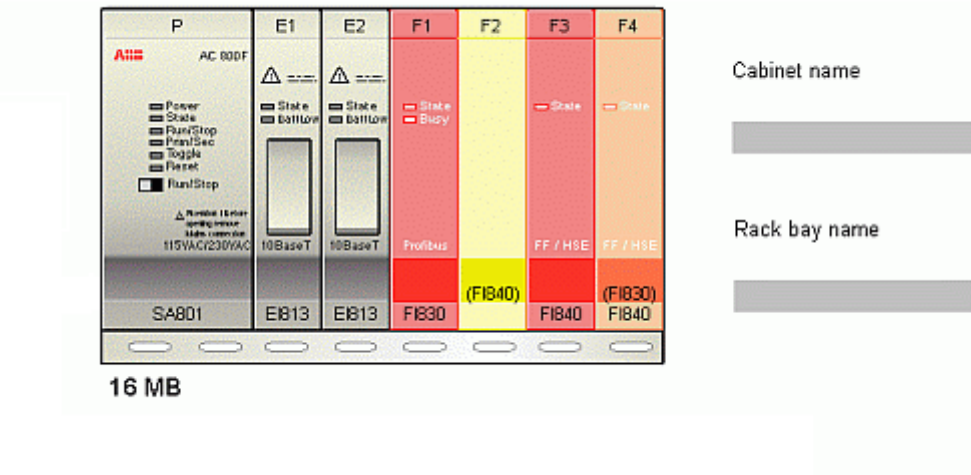 P E1 E2 F1 F2 F3 F4
ABB AC 800F
Power
State
Run/Stop
Prim/Sec
Toggle
Reset
Run/Stop
115VAC/230VAC
SA801
State
BattLow
10BaseT
EI813
State
BattLow
10BaseT
EI813
State
Busy
Profibus
FI830
(FI840)
State
FF / HSE
FI840
State
FF / HSE
(FI830)
FI840
16 MB
Cabinet name
Rack bay name